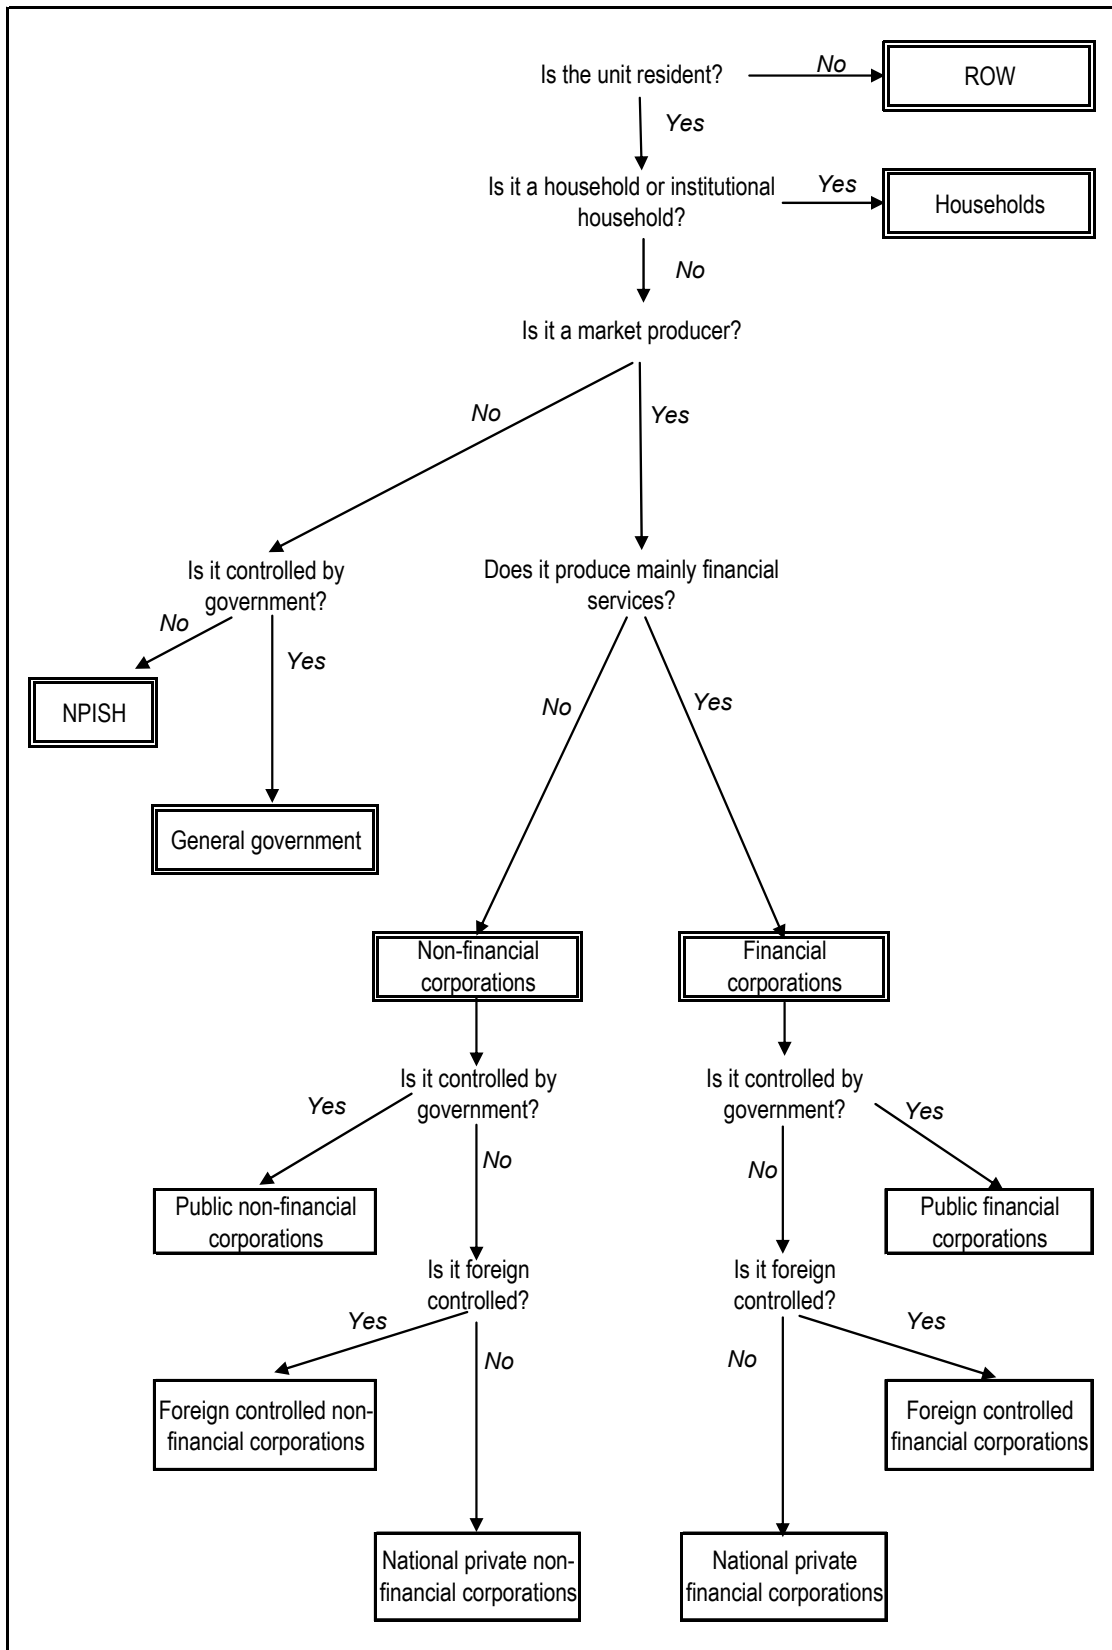 Is the unit resident?
No
ROW
Yes
Is it a household or institutional
household?
Yes
Households
No
Is it a market producer?
No
Yes
Is it controlled by
government?
Does it produce mainly financial
services?
No
Yes
NPISH
No
Yes
General government
Non-financial
corporations
Financial
corporations
Is it controlled by
government?
Is it controlled by
government?
Yes
No
No
Yes
Public non-financial
corporations
Public financial
corporations
Is it foreign
controlled?
Is it foreign
controlled?
Yes
No
No
Yes
Foreign controlled non-
financial corporations
Foreign controlled
financial corporations
National private non-
financial corporations
National private
financial corporations